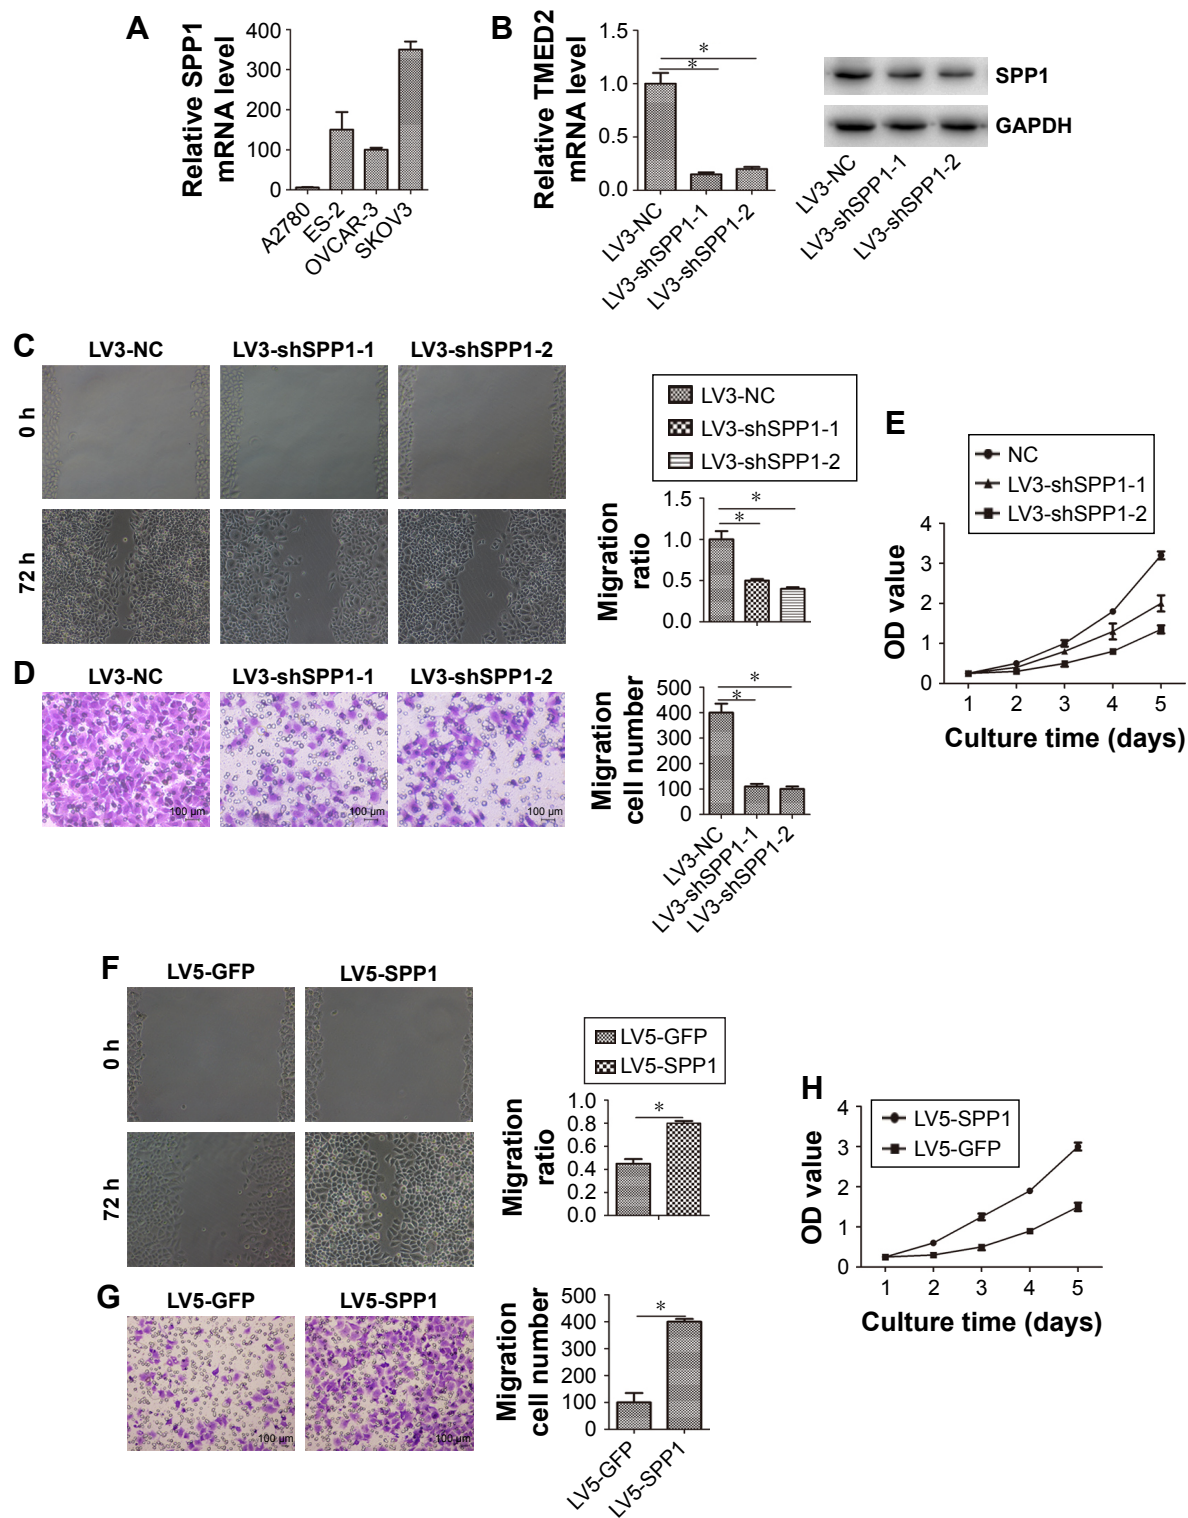 A
Relative SPP1
mRNA level
400
300
200
100
0
A2780
ES-2
OVCAR-3
SKOV3
B
Relative TMED2
mRNA level
1.5
1.0
0.5
0.0
*
*
LV3-NC
LV3-shSPP1-1
LV3-shSPP1-2
SPP1
GAPDH
LV3-NC
LV3-shSPP1-1
LV3-shSPP1-2
C
LV3-NC
LV3-shSPP1-1
LV3-shSPP1-2
0 h
72 h
LV3-NC
LV3-shSPP1-1
LV3-shSPP1-2
Migration
ratio
1.5
1.0
0.5
0.0
*
*
D
LV3-NC
LV3-shSPP1-1
LV3-shSPP1-2
100 µm
100 µm
100 µm
Migration
cell number
500
400
300
200
100
0
*
*
LV3-NC
LV3-shSPP1-1
LV3-shSPP1-2
E
NC
LV3-shSPP1-1
LV3-shSPP1-2
OD value
4
3
2
1
0
1 2 3 4 5
Culture time (days)
F
LV5-GFP
LV5-SPP1
0 h
72 h
LV5-GFP
LV5-SPP1
Migration
ratio
1.0
0.8
0.6
0.4
0.2
0.0
*
G
LV5-GFP
LV5-SPP1
100 µm
100 µm
Migration
cell number
500
400
300
200
100
0
*
LV5-GFP
LV5-SPP1
H
LV5-SPP1
LV5-GFP
OD value
4
3
2
1
0
1 2 3 4 5
Culture time (days)